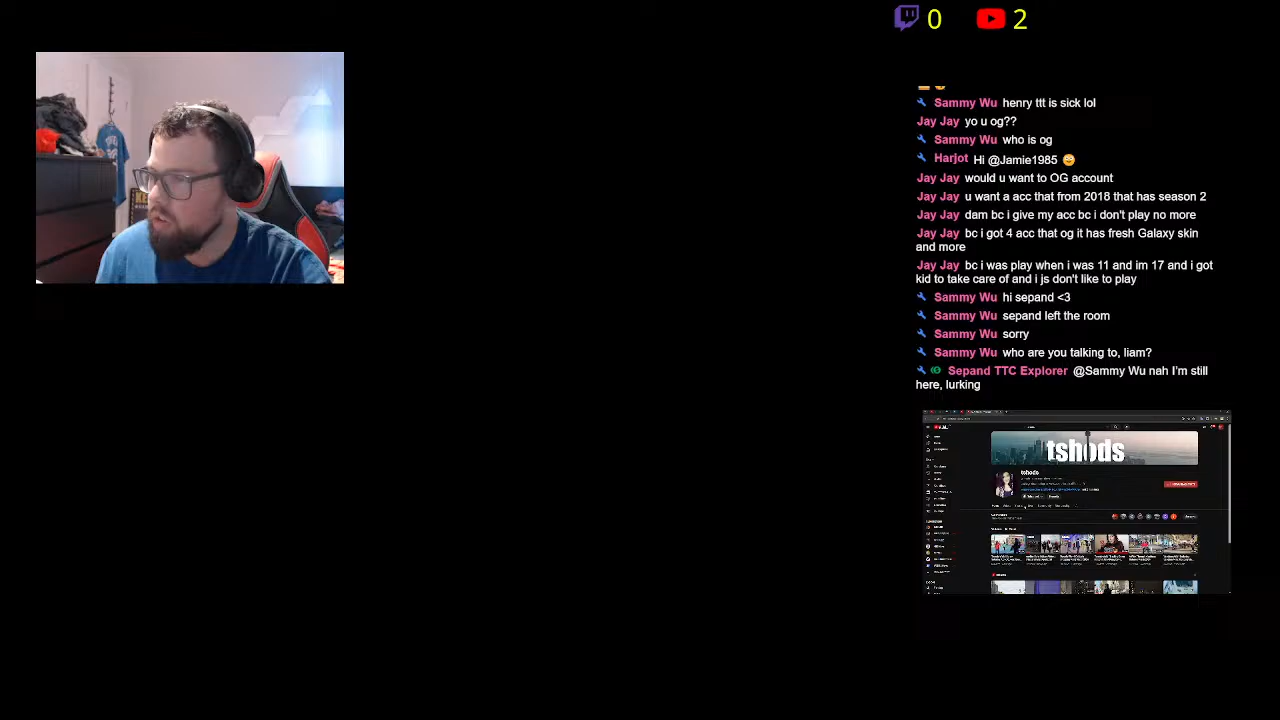 0 2
Sammy Wu henry ttt is sick lol
Jay Jay yo u og??
Sammy Wu who is og
Harjot Hi @Jamie1985
Jay Jay would u want to OG account
Jay Jay u want a acc that from 2018 that has season 2
Jay Jay dam bc i give my acc bc i don't play no more
Jay Jay bc i got 4 acc that og it has fresh Galaxy skin
and more
Jay Jay bc i was play when i was 11 and im 17 and i got
kid to take care of and i js don't like to play
Sammy Wu hi sepand <3
Sammy Wu sepand left the room
Sammy Wu sorry
Sammy Wu who are you talking to, liam?
Sepand TTC Explorer @Sammy Wu nah I'm still
here, lurking
tshods
tshods